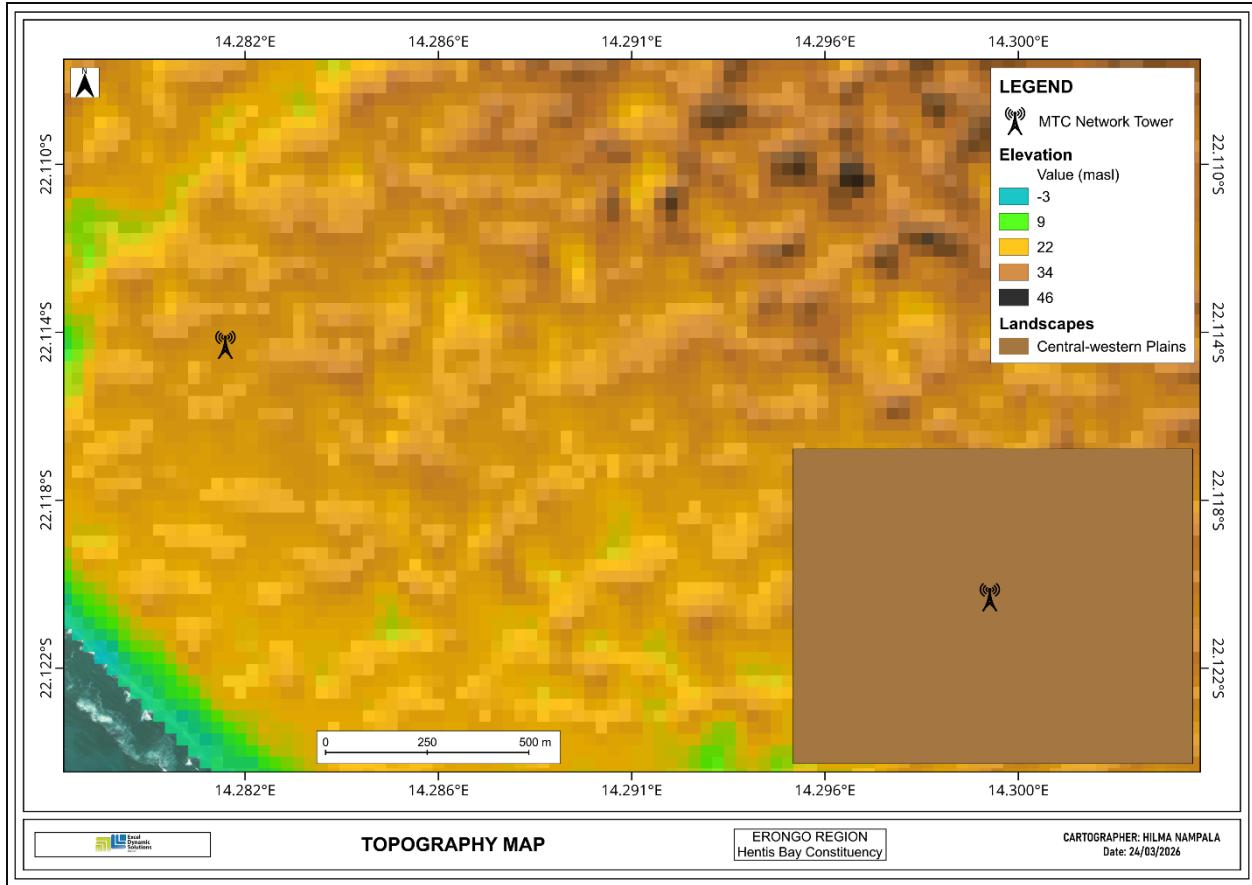 14.282°E 14.286°E 14.291°E 14.296°E 14.300°E
N
LEGEND
MTC Network Tower
Elevation
Value (masl)
-3
9
22
34
46
Landscapes
Central-western Plains
22.110°S 22.110°S
22.114°S 22.114°S
22.118°S 22.118°S
22.122°S 22.122°S
0 250 500 m
14.282°E 14.286°E 14.291°E 14.296°E 14.300°E
Excel
Dynamic
Solutions
TOPOGRAPHY MAP
ERONGO REGION
Hentis Bay Constituency
CARTOGRAPHER: HILMA NAMPALA
Date: 24/03/2026